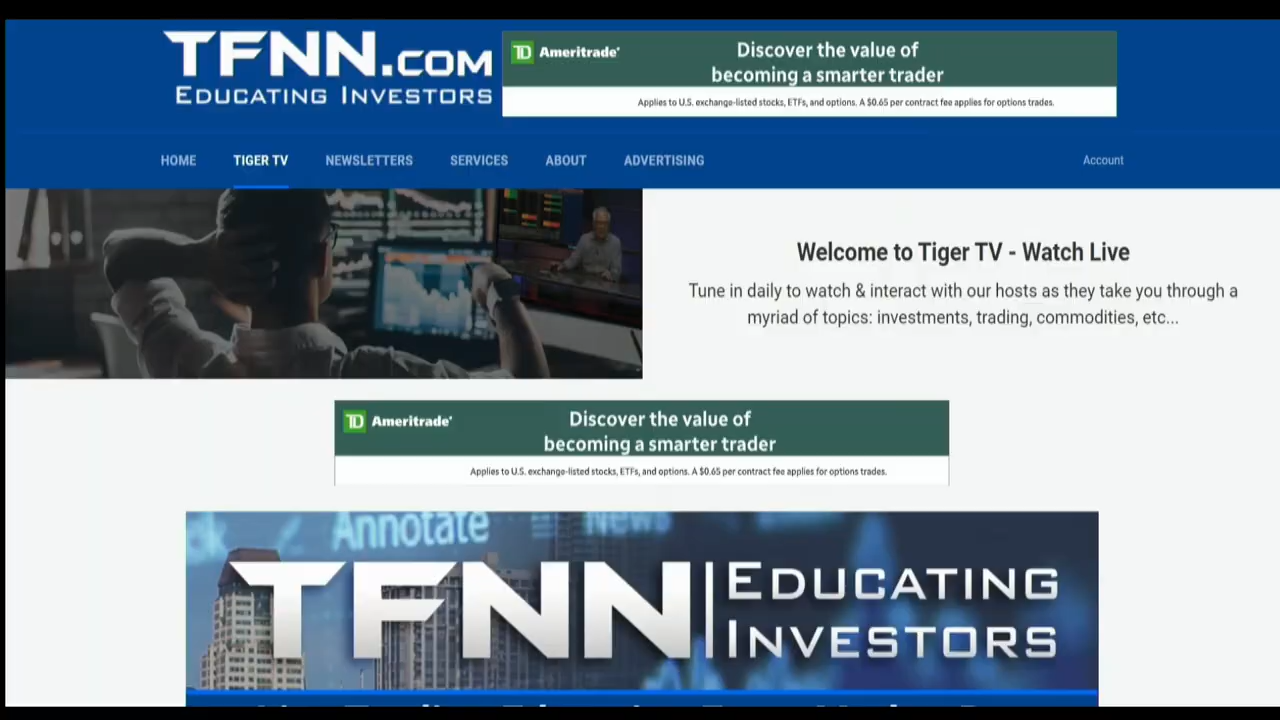 TFNN.COM
EDUCATING INVESTORS
TD Ameritrade
Discover the value of
becoming a smarter trader
Applies to U.S. exchange-listed stocks, ETFs, and options. A $0.65 per contract fee applies for options trades.
HOME TIGER TV NEWSLETTERS SERVICES ABOUT ADVERTISING Account
Welcome to Tiger TV - Watch Live
Tune in daily to watch & interact with our hosts as they take you through a
myriad of topics: investments, trading, commodities, etc...
TD Ameritrade
Discover the value of
becoming a smarter trader
Applies to U.S. exchange-listed stocks, ETFs, and options. A $0.65 per contract fee applies for options trades.
Annotate News
TFNN EDUCATING
INVESTORS